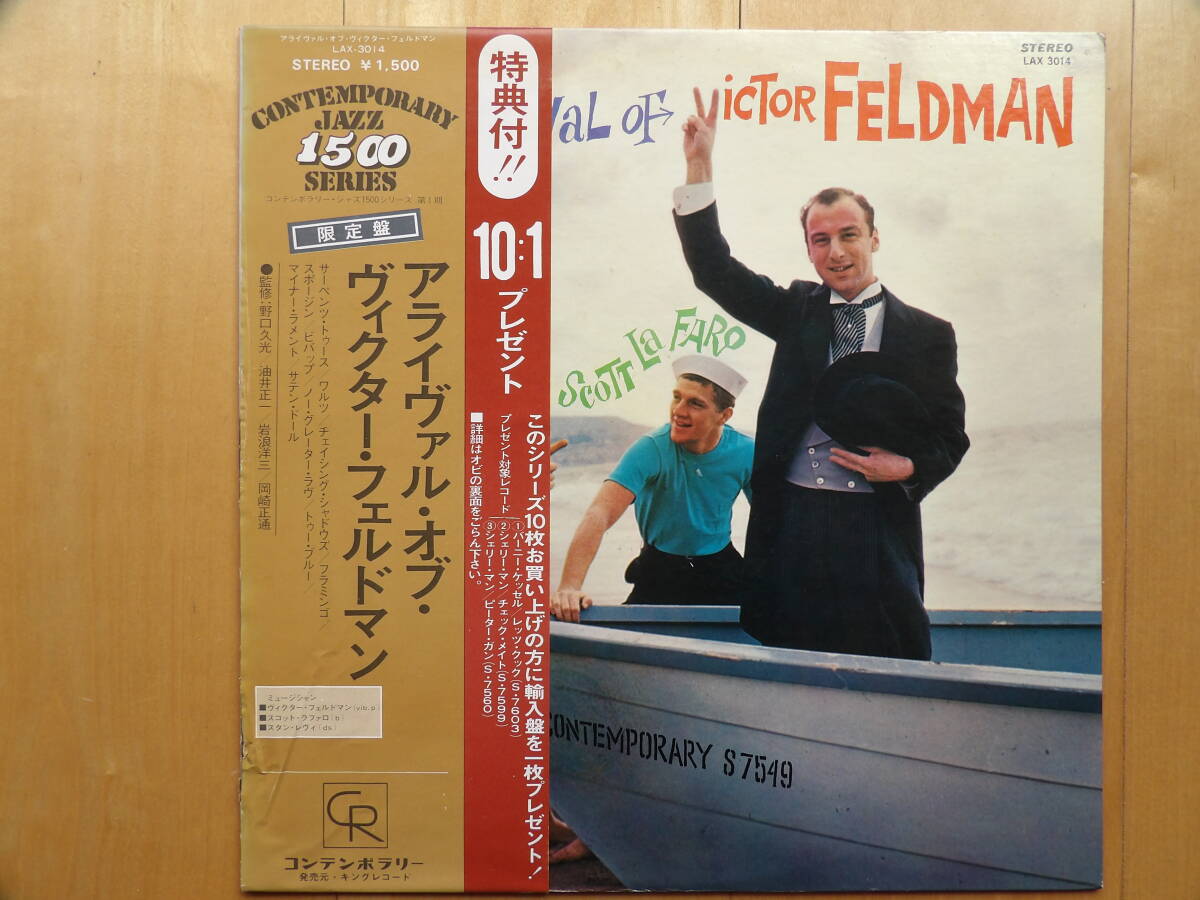 アライヴァル・オブ・ヴィクター・フェルドマン
LAX-3014
STEREO ¥1,500
CONTEMPORARY
JAZZ
1500
SERIES
コンテンポラリー・ジャズ1500シリーズ 第1期
限定盤
アライヴァル・オブ・
ヴィクター・フェルドマン
サーペンツ・トゥース/ワルツ/チェイシング・シャドウズ/フラミンゴ/
スポージン/ビバップ/ノー・グレーター・ラヴ/トゥー・ブルー/
マイナー・ラメント/サテン・ドール
●監修:野口久光/油井正一/岩浪洋三/岡崎正通
ミュージシャン
■ヴィクター・フェルドマン(vib.p)
■スコット・ラファロ(b)
■スタン・レヴィ(ds)
CR
コンテンポラリー
発売元・キングレコード
特典付!!
10:1
プレゼント
このシリーズ10枚お買い上げの方に輸入盤を一枚プレゼント!
プレゼント対象レコード
①バーニー・ケッセル/レッツ・クック(S・7603)
②シェリー・マン/チェック・メイト(S・7599)
③シェリー・マン/ピーター・ガン(S・7560)
■詳細はオビの裏面をごらん下さい。
STEREO
LAX 3014
VAL OF VICTOR FELDMAN
SCOTT LA FARO
CONTEMPORARY S7549